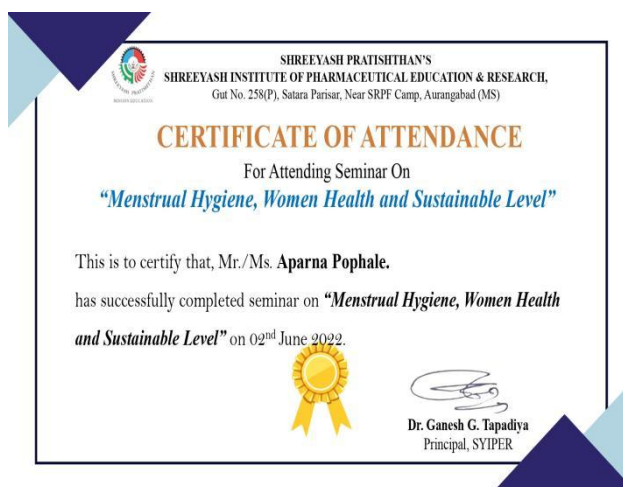 SHREEYASH PRATISHTHAN'S
SHREEYASH INSTITUTE OF PHARMACEUTICAL EDUCATION & RESEARCH,
Gut No. 258(P), Satara Parisar, Near SRPF Camp, Aurangabad (MS)
CERTIFICATE OF ATTENDANCE
For Attending Seminar On
“Menstrual Hygiene, Women Health and Sustainable Level”
This is to certify that, Mr./Ms. Aparna Pophale.
has successfully completed seminar on “Menstrual Hygiene, Women Health
and Sustainable Level” on 02nd June 2022.
Dr. Ganesh G. Tapadiya
Principal, SYIPER